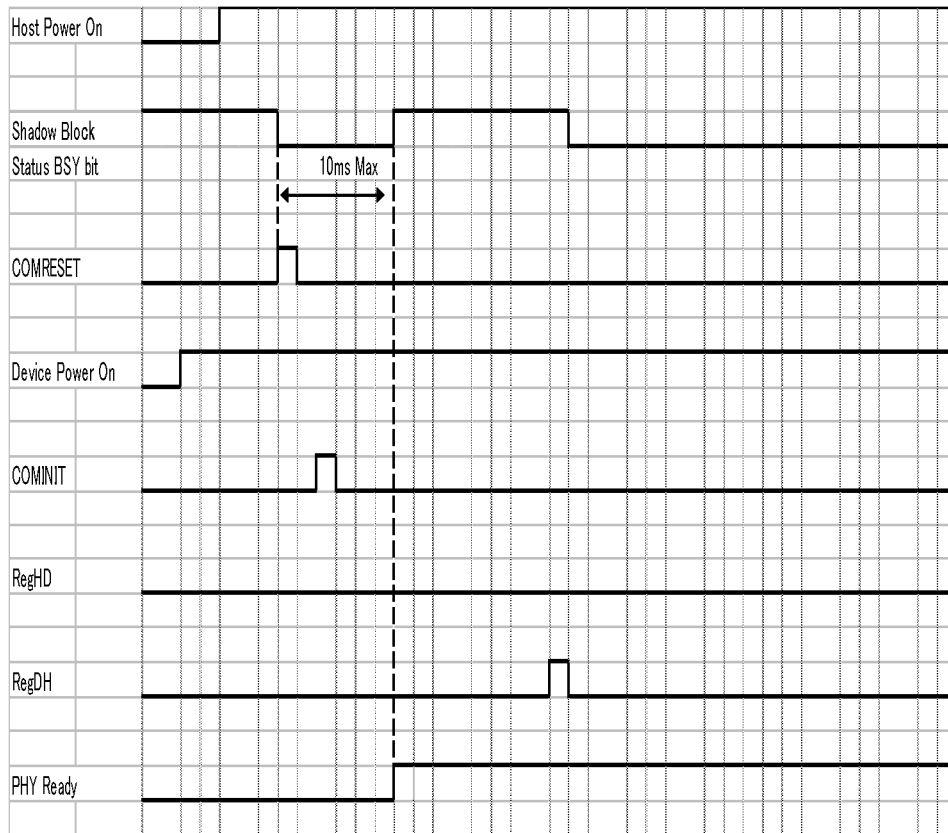 Host Power On
Shadow Block
Status BSY bit
10ms Max
COMRESET
Device Power On
COMINIT
RegHD
RegDH
PHY Ready